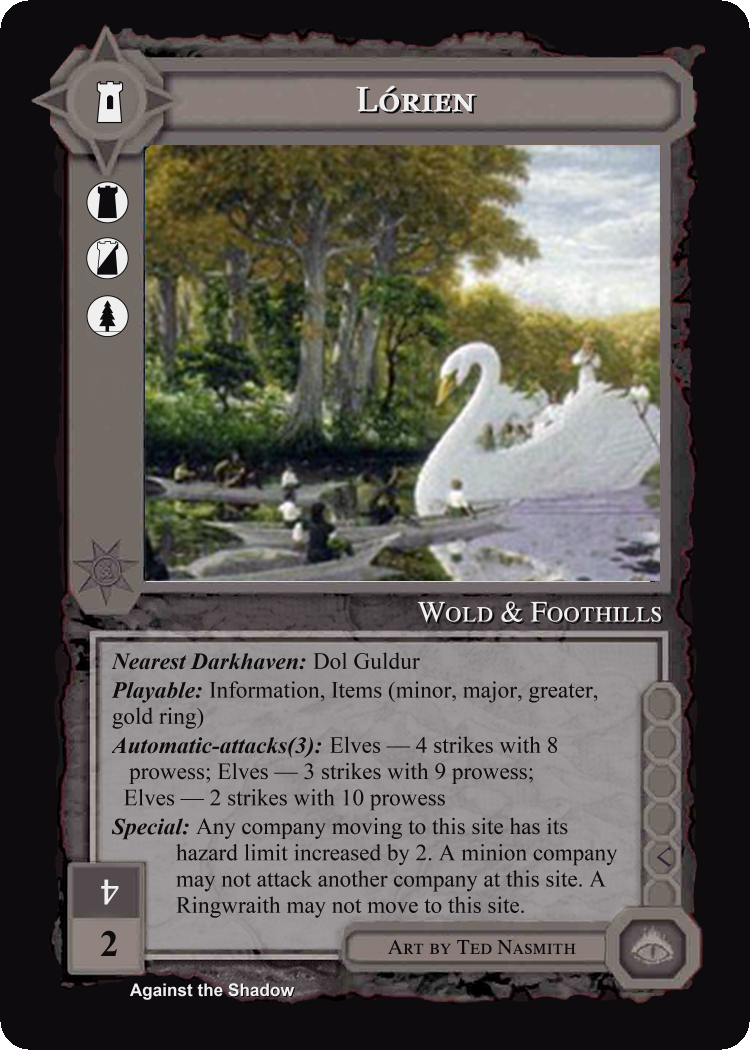 Lórien
Wold & Foothills
Nearest Darkhaven: Dol Guldur
Playable: Information, Items (minor, major, greater,
gold ring)
Automatic-attacks(3): Elves — 4 strikes with 8
prowess; Elves — 3 strikes with 9 prowess;
Elves — 2 strikes with 10 prowess
Special: Any company moving to this site has its
hazard limit increased by 2. A minion company
may not attack another company at this site. A
Ringwraith may not move to this site.
4
2
Art by Ted Nasmith
Against the Shadow